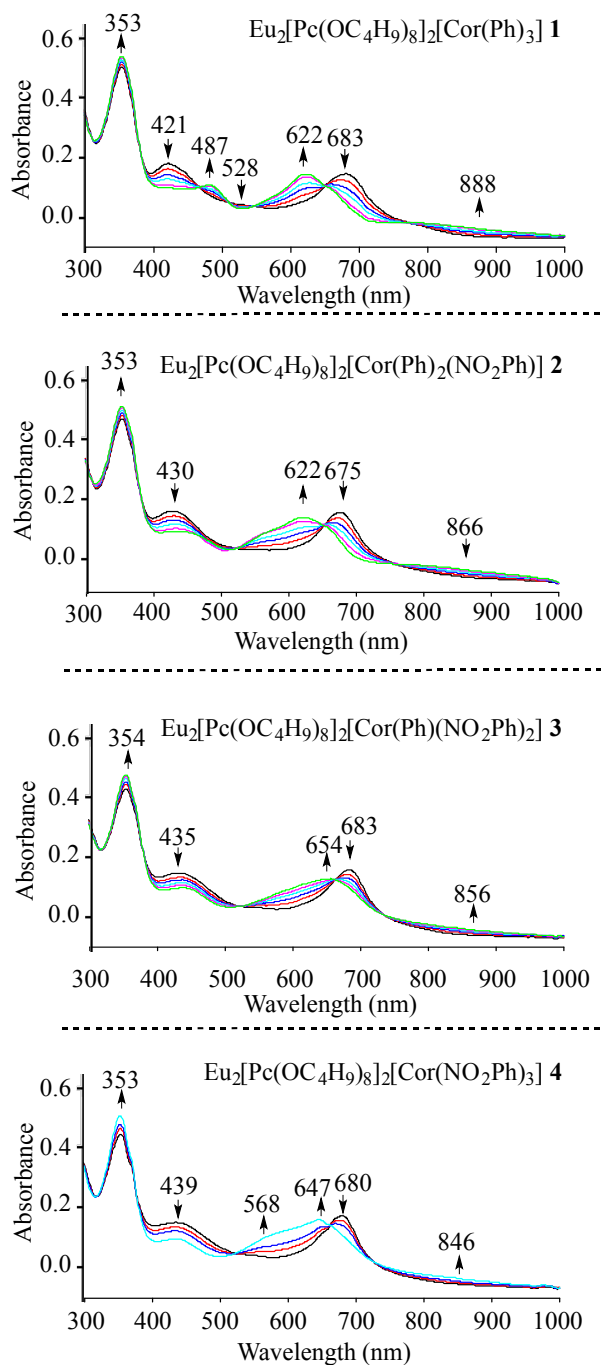 Eu₂[Pc(OC₄H₉)₈]₂[Cor(Ph)₃] 1
353
0.6
0.4
0.2
0.0
Absorbance
421
487
528
622
683
888
300 400 500 600 700 800 900 1000
Wavelength (nm)
Eu₂[Pc(OC₄H₉)₈]₂[Cor(Ph)₂(NO₂Ph)] 2
353
0.6
0.4
0.2
0.0
Absorbance
430
622
675
866
300 400 500 600 700 800 900 1000
Wavelength (nm)
Eu₂[Pc(OC₄H₉)₈]₂[Cor(Ph)(NO₂Ph)₂] 3
354
0.6
0.4
0.2
0.0
Absorbance
435
654
683
856
300 400 500 600 700 800 900 1000
Wavelength (nm)
Eu₂[Pc(OC₄H₉)₈]₂[Cor(NO₂Ph)₃] 4
353
0.6
0.4
0.2
0.0
Absorbance
439
568
647
680
846
300 400 500 600 700 800 900 1000
Wavelength (nm)